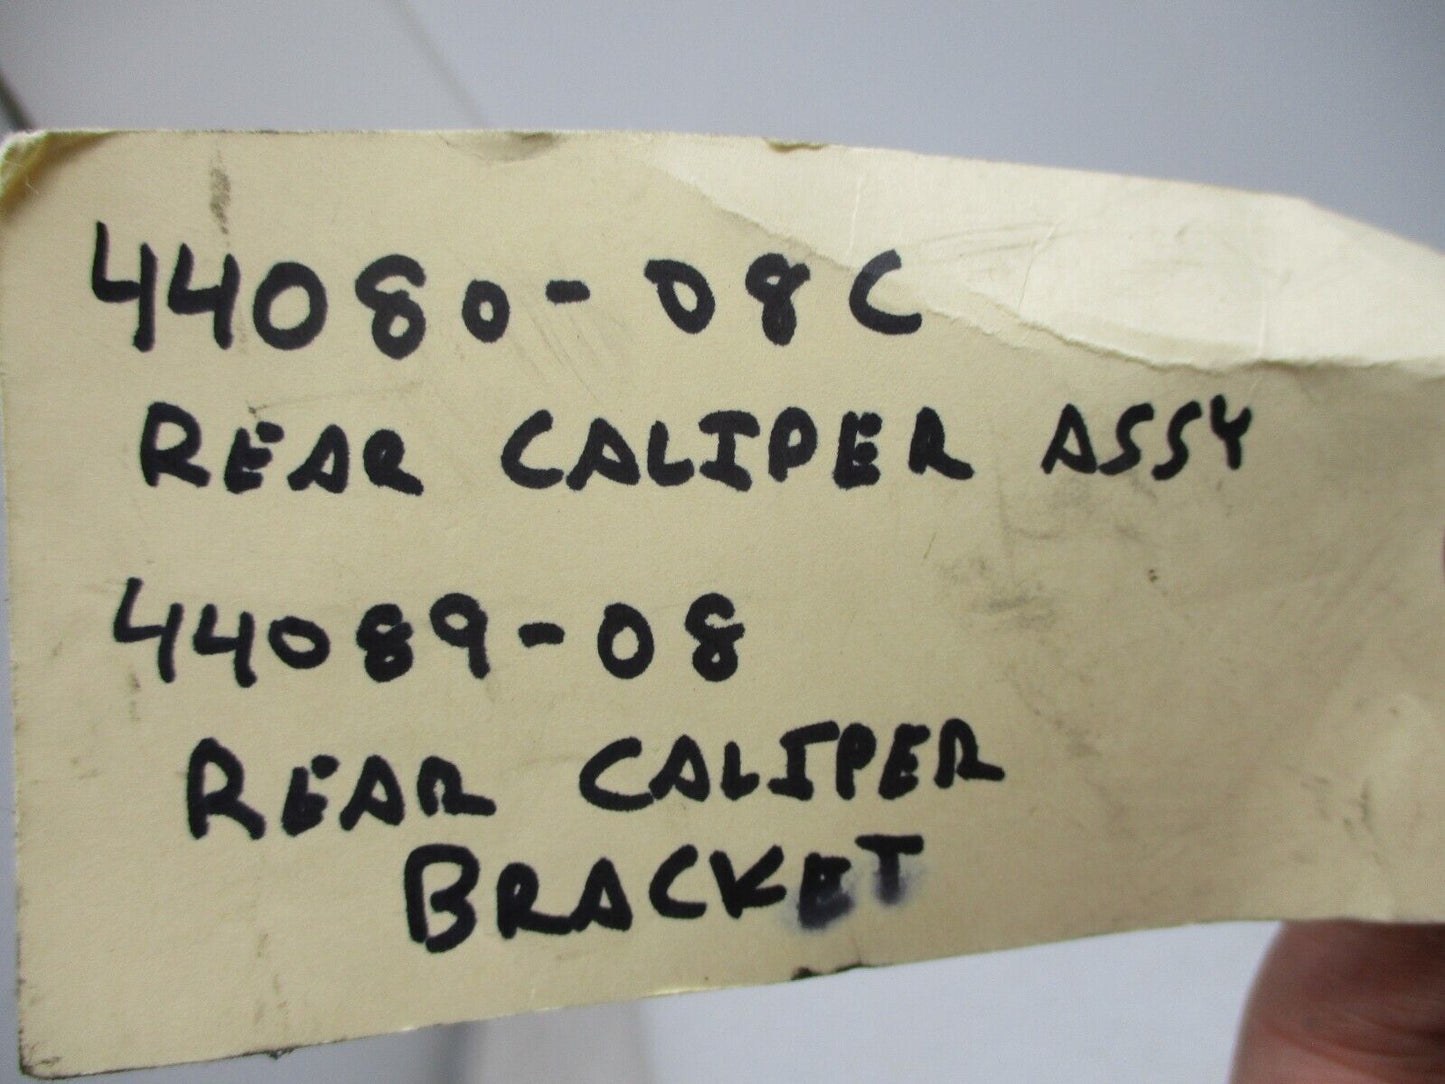 44080-08C
REAR CALIPER ASSY
44089-08
REAR CALIPER
BRACKET